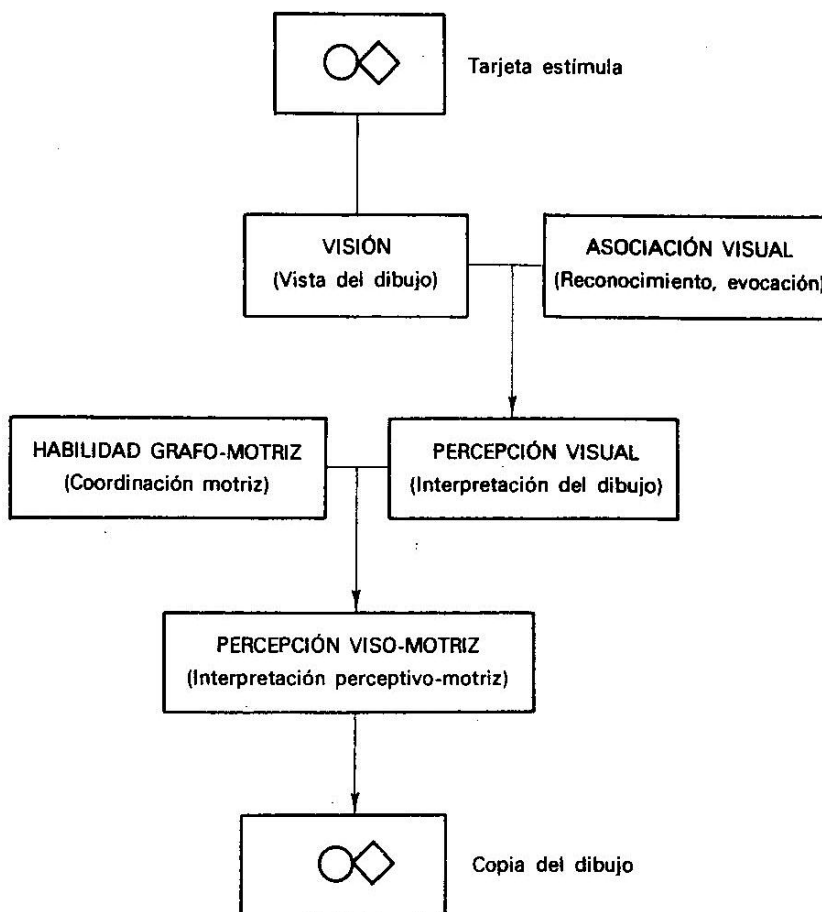 Tarjeta estímula
VISIÓN
(Vista del dibujo)
ASOCIACIÓN VISUAL
(Reconocimiento, evocación)
HABILIDAD GRAFO-MOTRIZ
(Coordinación motriz)
PERCEPCIÓN VISUAL
(Interpretación del dibujo)
PERCEPCIÓN VISO-MOTRIZ
(Interpretación perceptivo-motriz)
Copia del dibujo